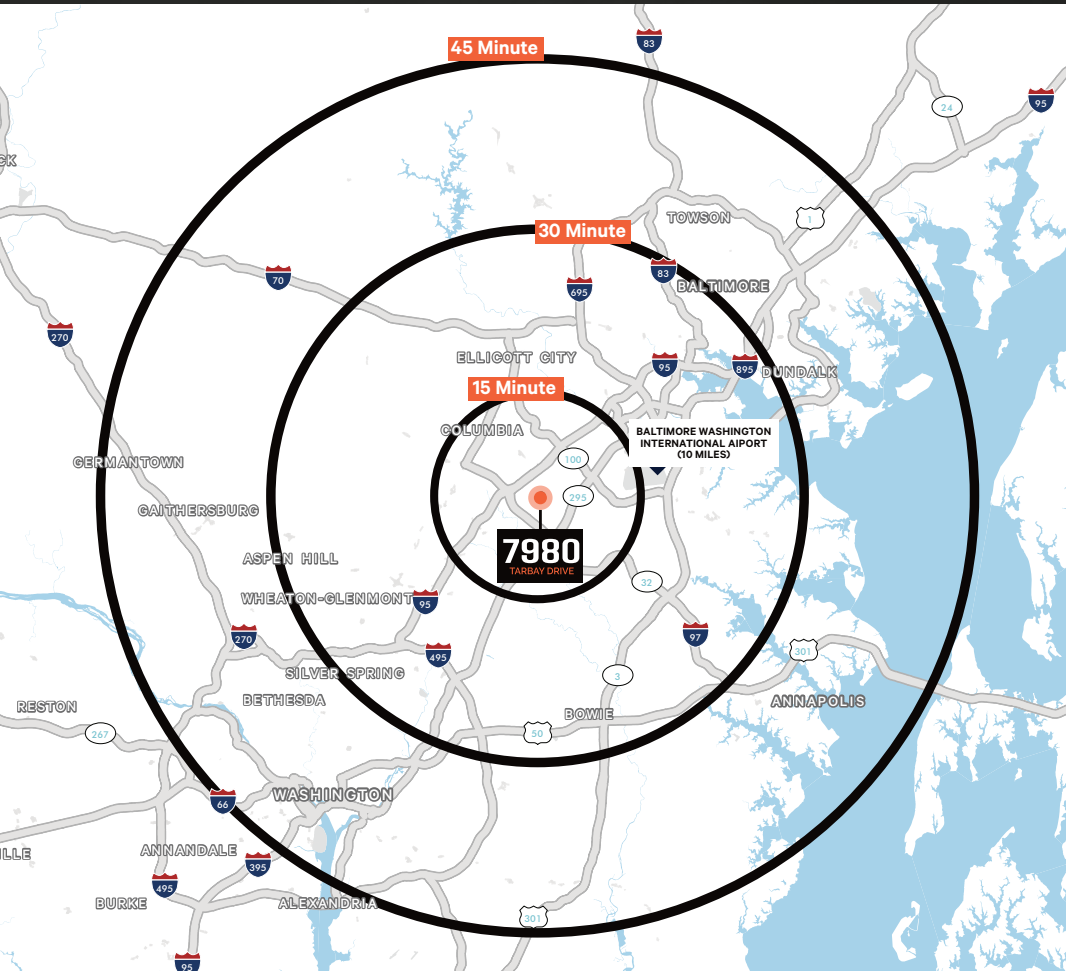 45 Minute
83
95
24
CK
TOWSON
1
30 Minute
70
83
BALTIMORE
695
270
ELLICOTT CITY
95
895
DUNDALK
15 Minute
COLUMBIA
BALTIMORE WASHINGTON
INTERNATIONAL AIPORT
(10 MILES)
100
GERMANTOWN
295
GAITHERSBURG
7980
TARBAY DRIVE
ASPEN HILL
32
WHEATON-GLENMONT
95
270
97
495
301
SILVER SPRING
3
BETHESDA
ANNAPOLIS
RESTON
BOWIE
267
50
WASHINGTON
66
ANNANDALE
LLE
395
495
BURKE
ALEXANDRIA
301
95